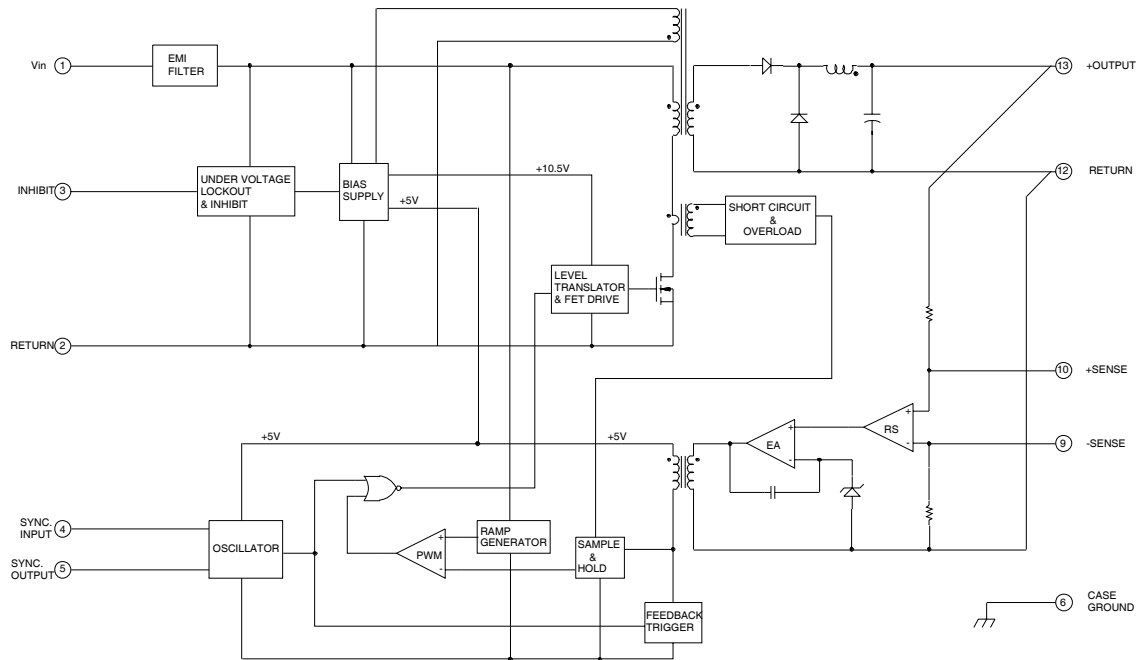 Vin 1
EMI
FILTER
13 +OUTPUT
INHIBIT 3
UNDER VOLTAGE
LOCKOUT
& INHIBIT
BIAS
SUPPLY
+10.5V
+5V
12 RETURN
SHORT CIRCUIT
&
OVERLOAD
LEVEL
TRANSLATOR
& FET DRIVE
RETURN 2
10 +SENSE
+5V
+5V
+
-
EA
+
-
RS
9 -SENSE
SYNC.
INPUT 4
SYNC.
OUTPUT 5
OSCILLATOR
+
-
PWM
RAMP
GENERATOR
SAMPLE
&
HOLD
FEEDBACK
TRIGGER
6 CASE
GROUND